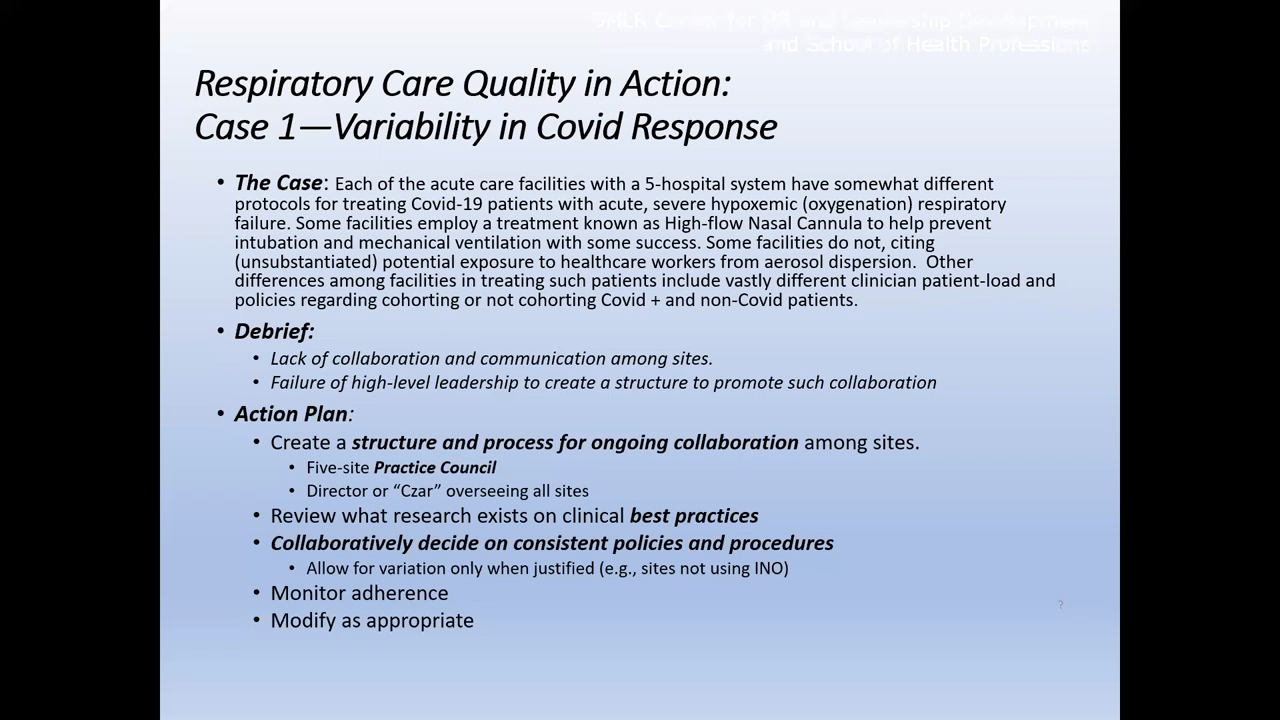 SMLR Center for HR and Leadership Development
and School of Health Professions
Respiratory Care Quality in Action:
Case 1—Variability in Covid Response
• The Case: Each of the acute care facilities with a 5-hospital system have somewhat different
protocols for treating Covid-19 patients with acute, severe hypoxemic (oxygenation) respiratory
failure. Some facilities employ a treatment known as High-flow Nasal Cannula to help prevent
intubation and mechanical ventilation with some success. Some facilities do not, citing
(unsubstantiated) potential exposure to healthcare workers from aerosol dispersion. Other
differences among facilities in treating such patients include vastly different clinician patient-load and
policies regarding cohorting or not cohorting Covid + and non-Covid patients.
• Debrief:
• Lack of collaboration and communication among sites.
• Failure of high-level leadership to create a structure to promote such collaboration
• Action Plan:
• Create a structure and process for ongoing collaboration among sites.
• Five-site Practice Council
• Director or “Czar” overseeing all sites
• Review what research exists on clinical best practices
• Collaboratively decide on consistent policies and procedures
• Allow for variation only when justified (e.g., sites not using INO)
• Monitor adherence
?
• Modify as appropriate